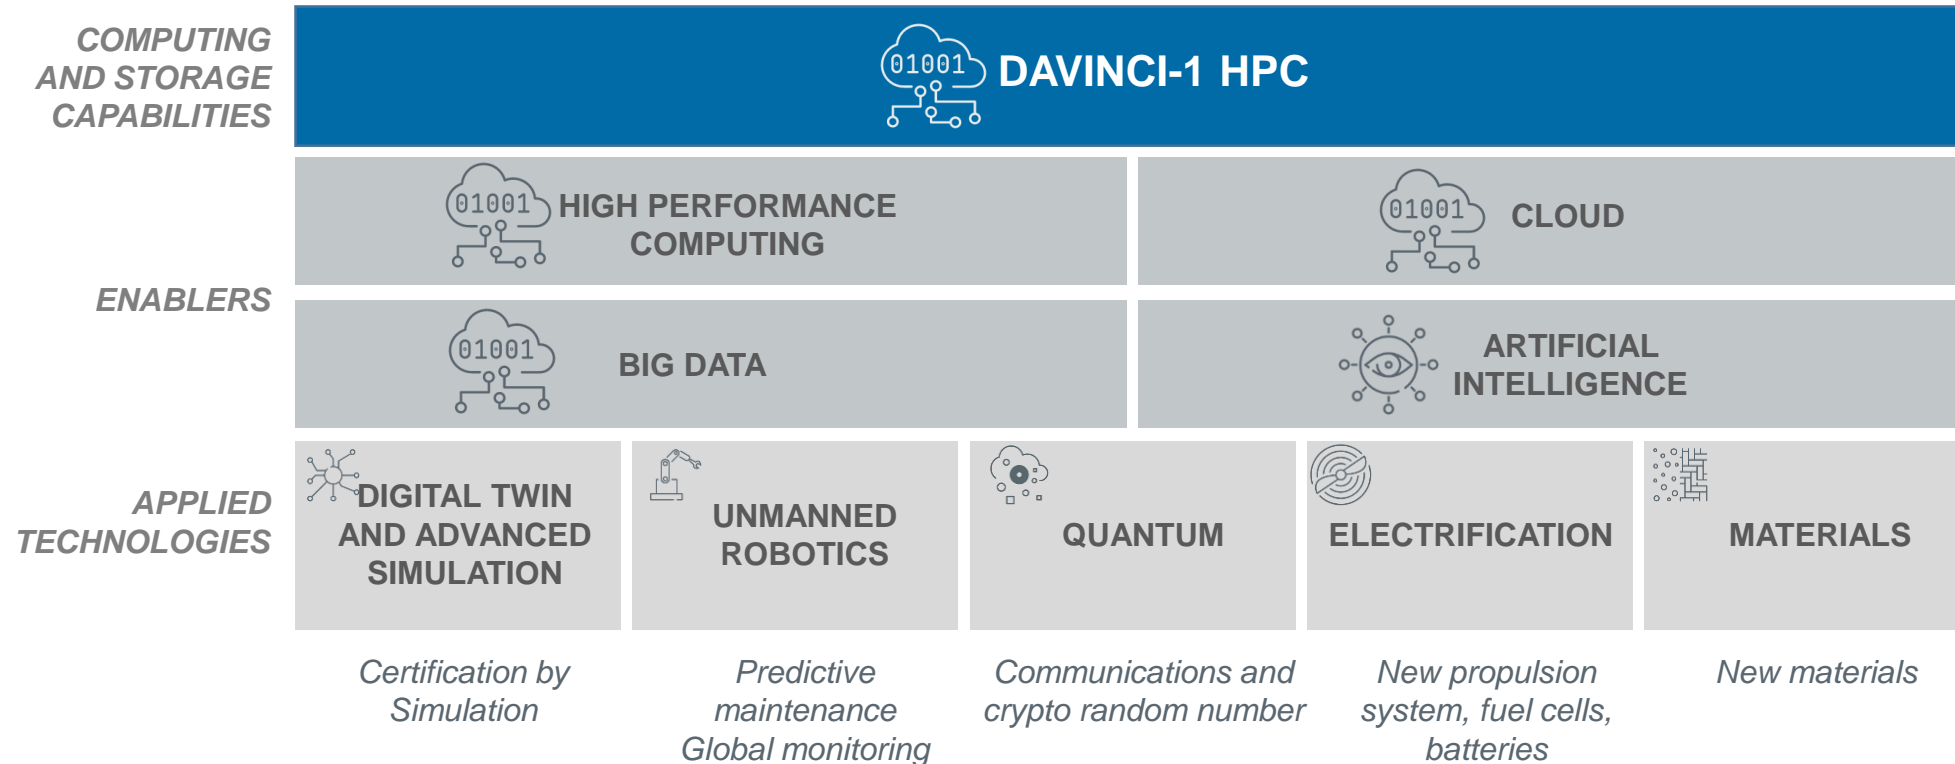 COMPUTING
AND STORAGE
CAPABILITIES
01001
DAVINCI-1 HPC
ENABLERS
01001
HIGH PERFORMANCE
COMPUTING
01001
CLOUD
01001
BIG DATA
ARTIFICIAL
INTELLIGENCE
APPLIED
TECHNOLOGIES
DIGITAL TWIN
AND ADVANCED
SIMULATION
UNMANNED
ROBOTICS
QUANTUM
ELECTRIFICATION
MATERIALS
Certification by
Simulation
Predictive
maintenance
Global monitoring
Communications and
crypto random number
New propulsion
system, fuel cells,
batteries
New materials